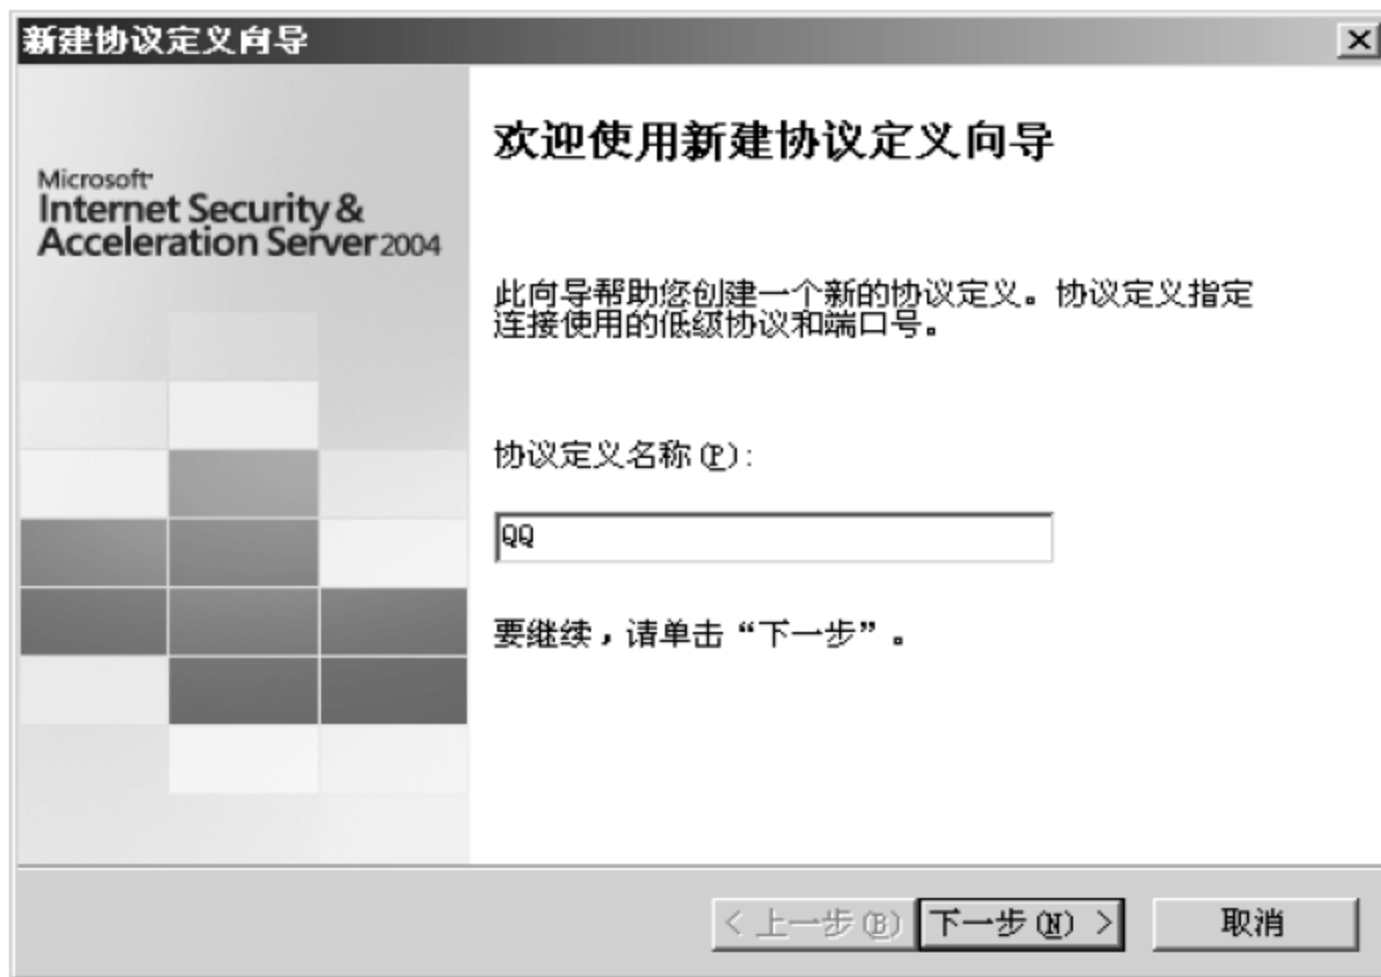 新建协议定义向导
Microsoft
Internet Security &
Acceleration Server 2004
欢迎使用新建协议定义向导
此向导帮助您创建一个新的协议定义。协议定义指定
连接使用的低级协议和端口号。
协议定义名称(P):
QQ
要继续，请单击“下一步”。
< 上一步(B) 下一步(N) > 取消